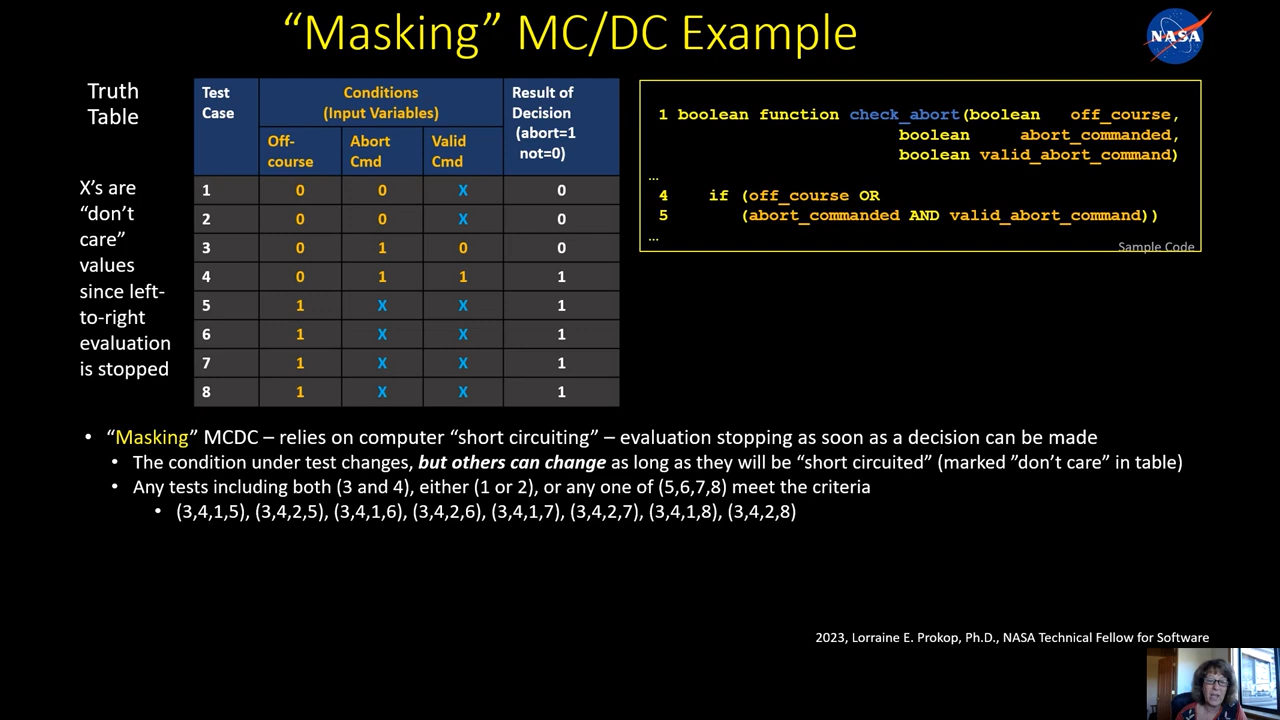 “Masking” MC/DC Example
NASA
Truth
Table
X’s are
“don’t
care”
values
since left-
to-right
evaluation
is stopped
Test Case Conditions (Input Variables) Result of Decision (abort=1 not=0)
Off-course Abort Cmd Valid Cmd
1 0 0 X 0
2 0 0 X 0
3 0 1 0 0
4 0 1 1 1
5 1 X X 1
6 1 X X 1
7 1 X X 1
8 1 X X 1
1 boolean function check_abort(boolean off_course,
boolean abort_commanded,
boolean valid_abort_command)
…
4 if (off_course OR
5 (abort_commanded AND valid_abort_command))
…
Sample Code
• “Masking” MCDC – relies on computer “short circuiting” – evaluation stopping as soon as a decision can be made
• The condition under test changes, but others can change as long as they will be “short circuited” (marked ”don’t care” in table)
• Any tests including both (3 and 4), either (1 or 2), or any one of (5,6,7,8) meet the criteria
• (3,4,1,5), (3,4,2,5), (3,4,1,6), (3,4,2,6), (3,4,1,7), (3,4,2,7), (3,4,1,8), (3,4,2,8)
2023, Lorraine E. Prokop, Ph.D., NASA Technical Fellow for Software